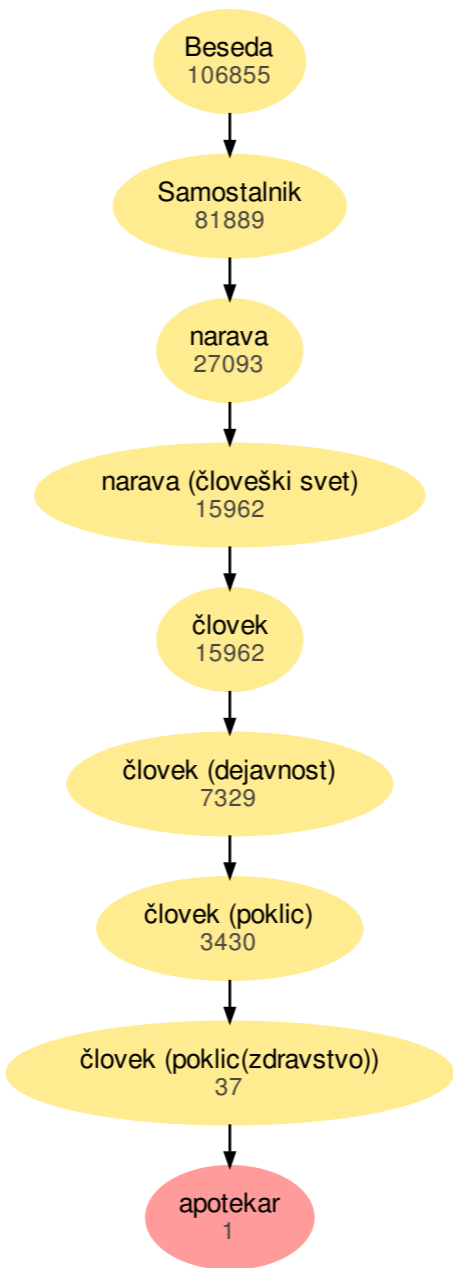 Beseda
106855
Samostalnik
81889
narava
27093
narava (človeški svet)
15962
človek
15962
človek (dejavnost)
7329
človek (poklic)
3430
človek (poklic(zdravstvo))
37
apotekar
1